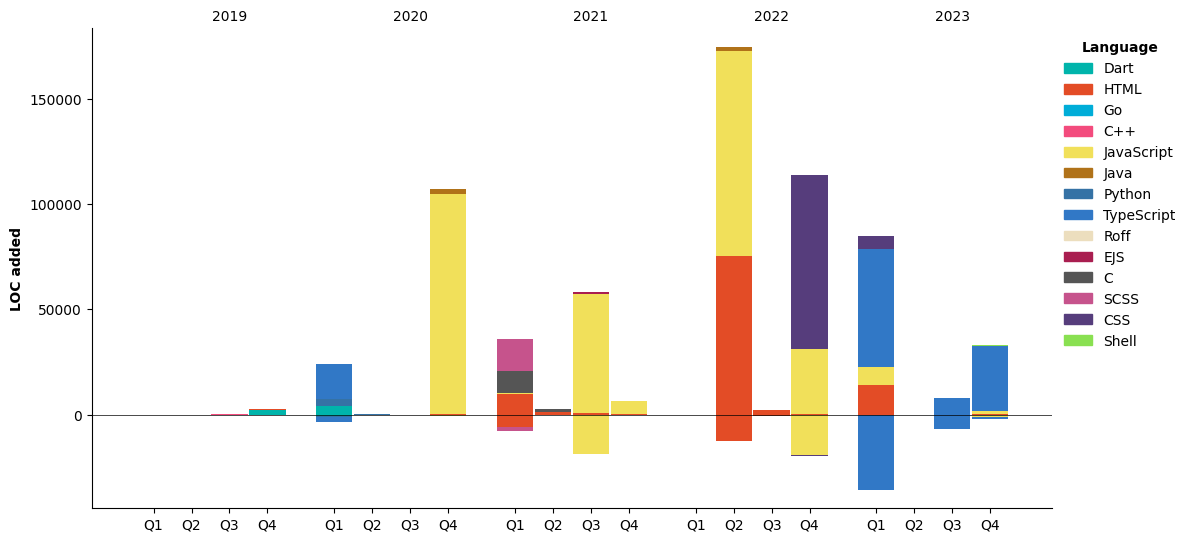 2019 2020 2021 2022 2023
Language
Dart
HTML
Go
C++
JavaScript
Java
Python
TypeScript
Roff
EJS
C
SCSS
CSS
Shell
LOC added
150000
100000
50000
0
Q1 Q2 Q3 Q4 Q1 Q2 Q3 Q4 Q1 Q2 Q3 Q4 Q1 Q2 Q3 Q4 Q1 Q2 Q3 Q4